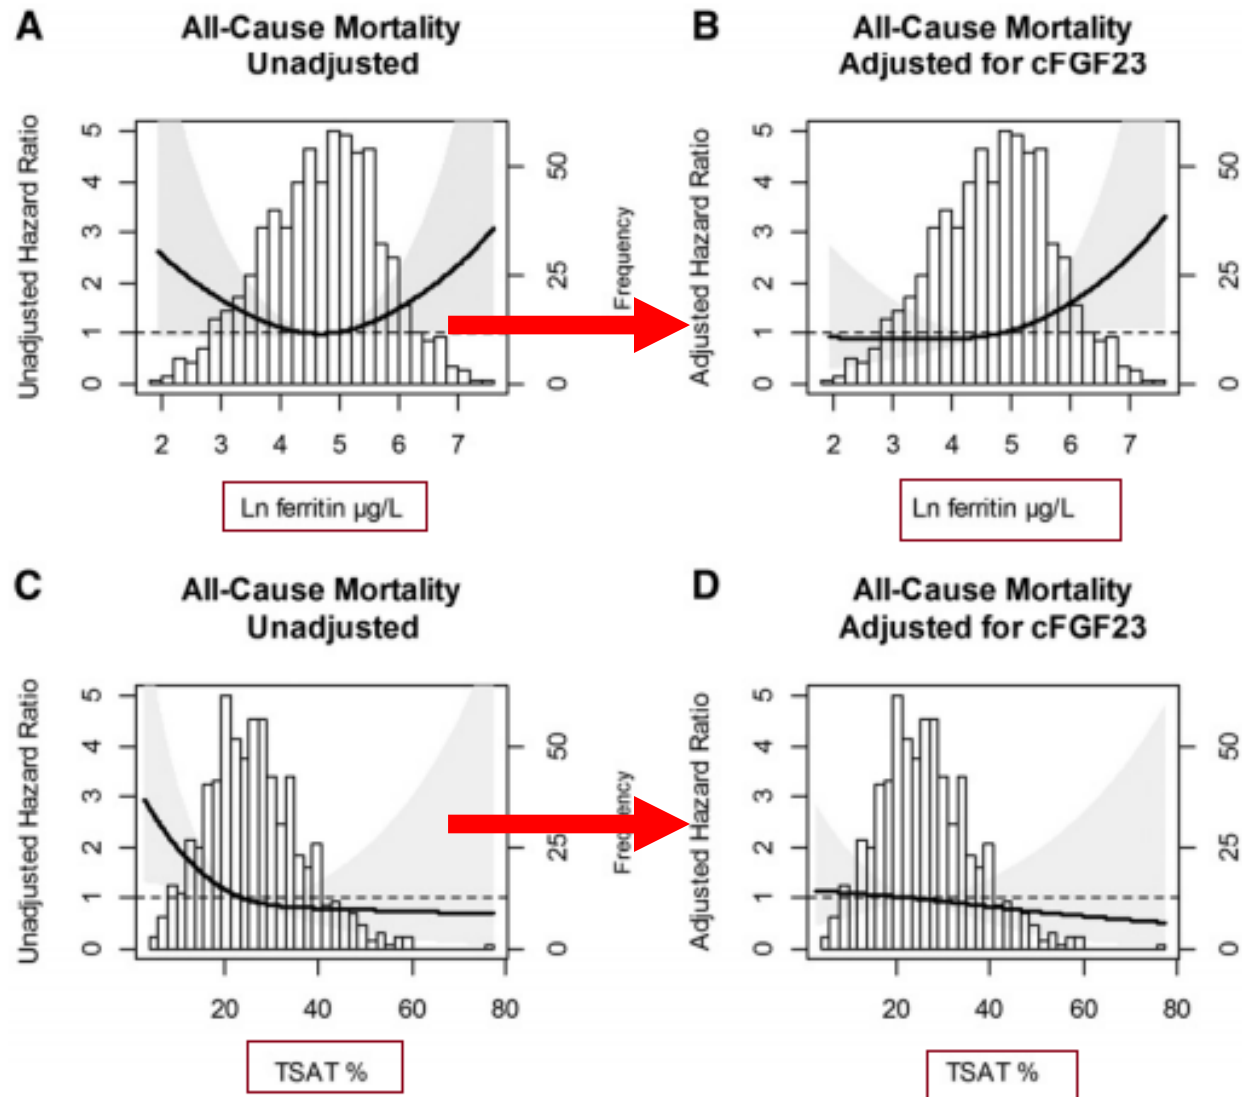 A
All-Cause Mortality
Unadjusted
Unadjusted Hazard Ratio
5
4
3
2
1
0
50
25
0
Frequency
2 3 4 5 6 7
Ln ferritin µg/L
B
All-Cause Mortality
Adjusted for cFGF23
Adjusted Hazard Ratio
5
4
3
2
1
0
50
25
0
2 3 4 5 6 7
Ln ferritin µg/L
C
All-Cause Mortality
Unadjusted
Unadjusted Hazard Ratio
5
4
3
2
1
0
50
25
0
Frequency
20 40 60 80
TSAT %
D
All-Cause Mortality
Adjusted for cFGF23
Adjusted Hazard Ratio
5
4
3
2
1
0
50
25
0
20 40 60 80
TSAT %